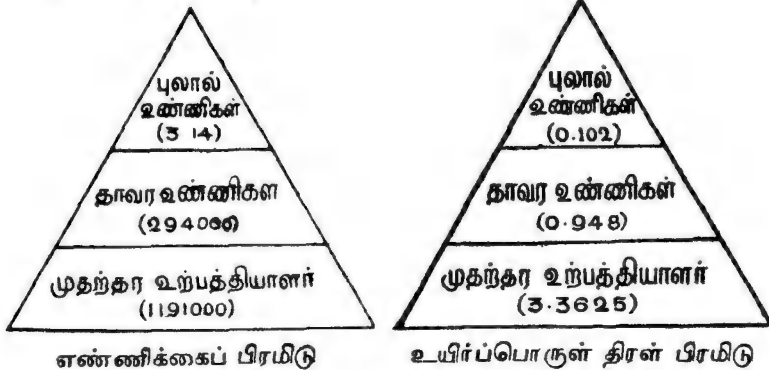 புலால்
உண்ணிகள்
(3 14)
தாவர உண்ணிகள
(294000)
முதற்தர உற்பத்தியாளர்
(1191000)
எண்ணிக்கைப் பிரமிடு
புலால்
உண்ணிகள்
(0.102)
தாவர உண்ணிகள்
(0.948)
முதற்தர உற்பத்தியாளர்
(3.3625)
உயிர்ப்பொருள் திரள் பிரமிடு